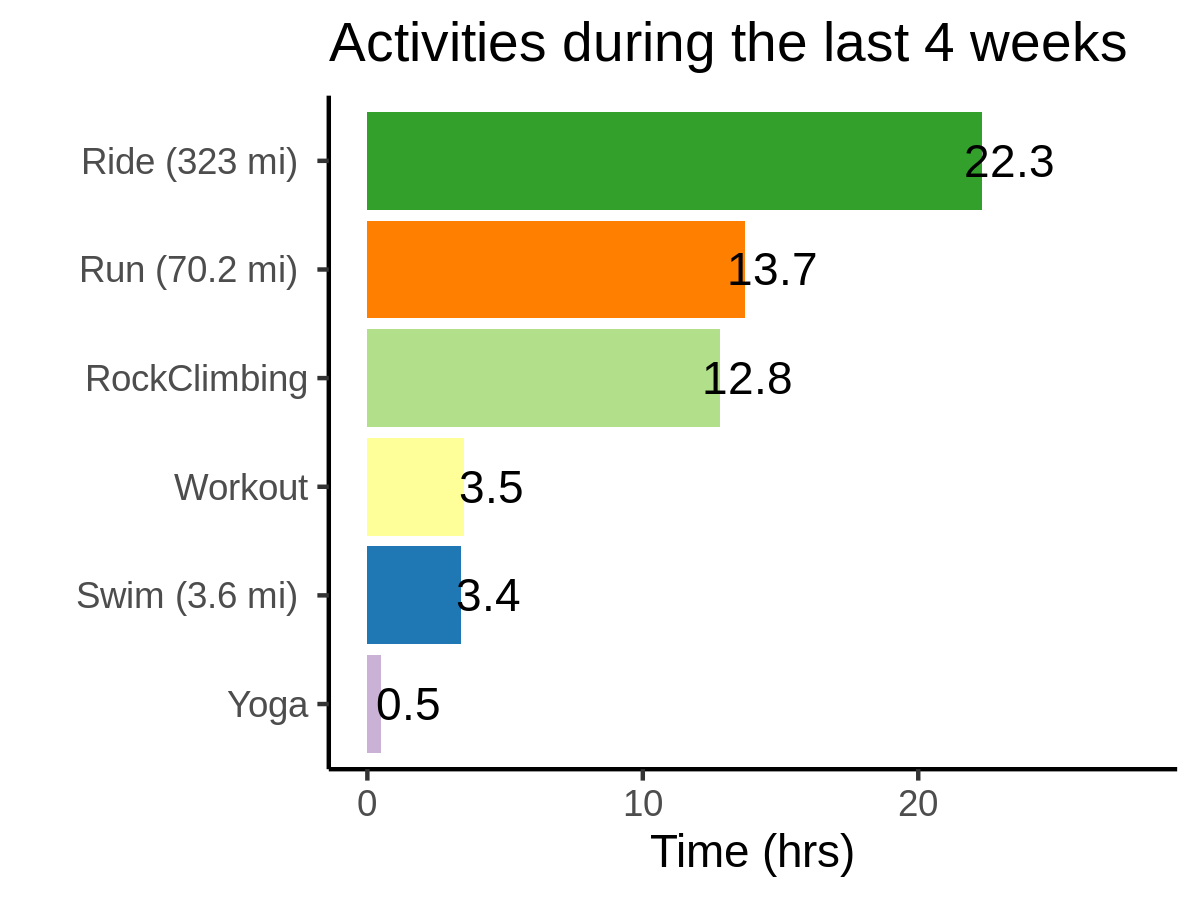 Activities during the last 4 weeks
Ride (323 mi)
22.3
Run (70.2 mi)
13.7
RockClimbing
12.8
Workout
3.5
Swim (3.6 mi)
3.4
Yoga
0.5
0
10
20
Time (hrs)